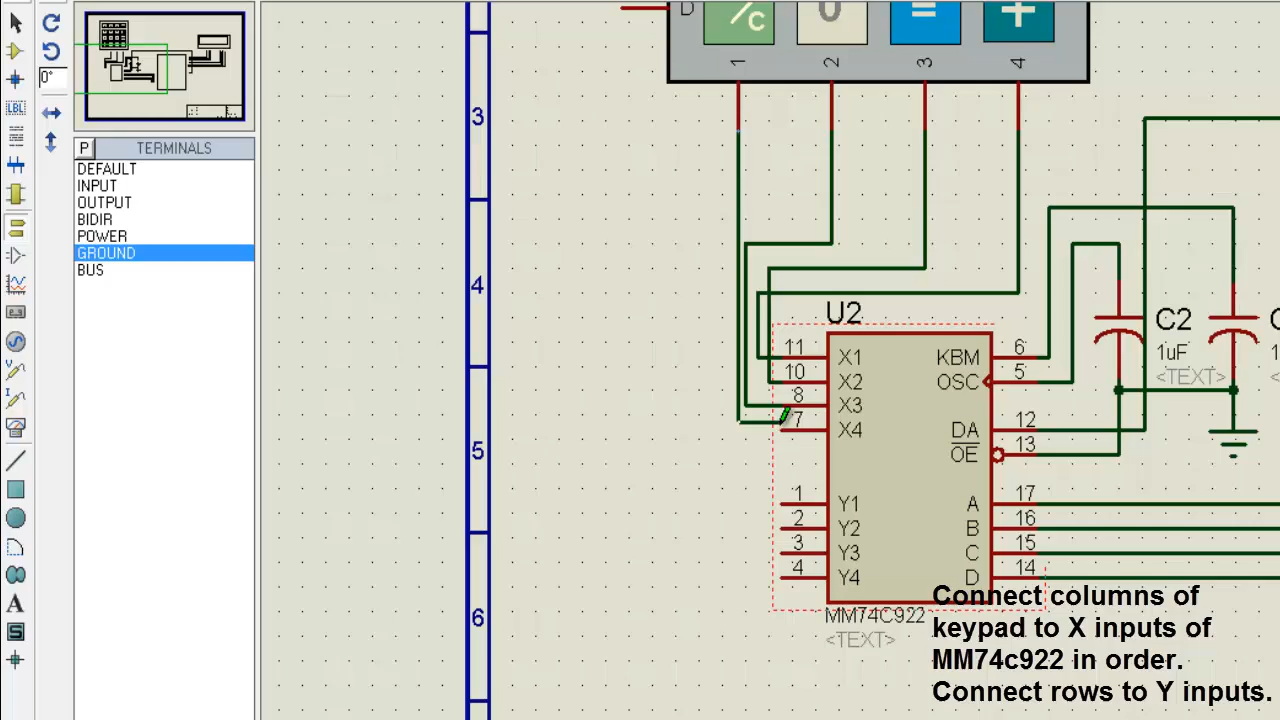 D
%
C
0
=
+
0°
1
2
3
4
P
TERMINALS
LBL
DEFAULT
INPUT
OUTPUT
BIDIR
POWER
GROUND
BUS
A
S
3
4
5
6
U2
11
10
8
7
1
2
3
4
X1
X2
X3
X4
Y1
Y2
Y3
Y4
KBM
OSC
DA
OE
A
B
C
D
6
5
12
13
17
16
15
14
MM74C922
<TEXT>
C2
1uF
<TEXT>
C
1
Connect columns of
keypad to X inputs of
MM74c922 in order.
Connect rows to Y inputs.